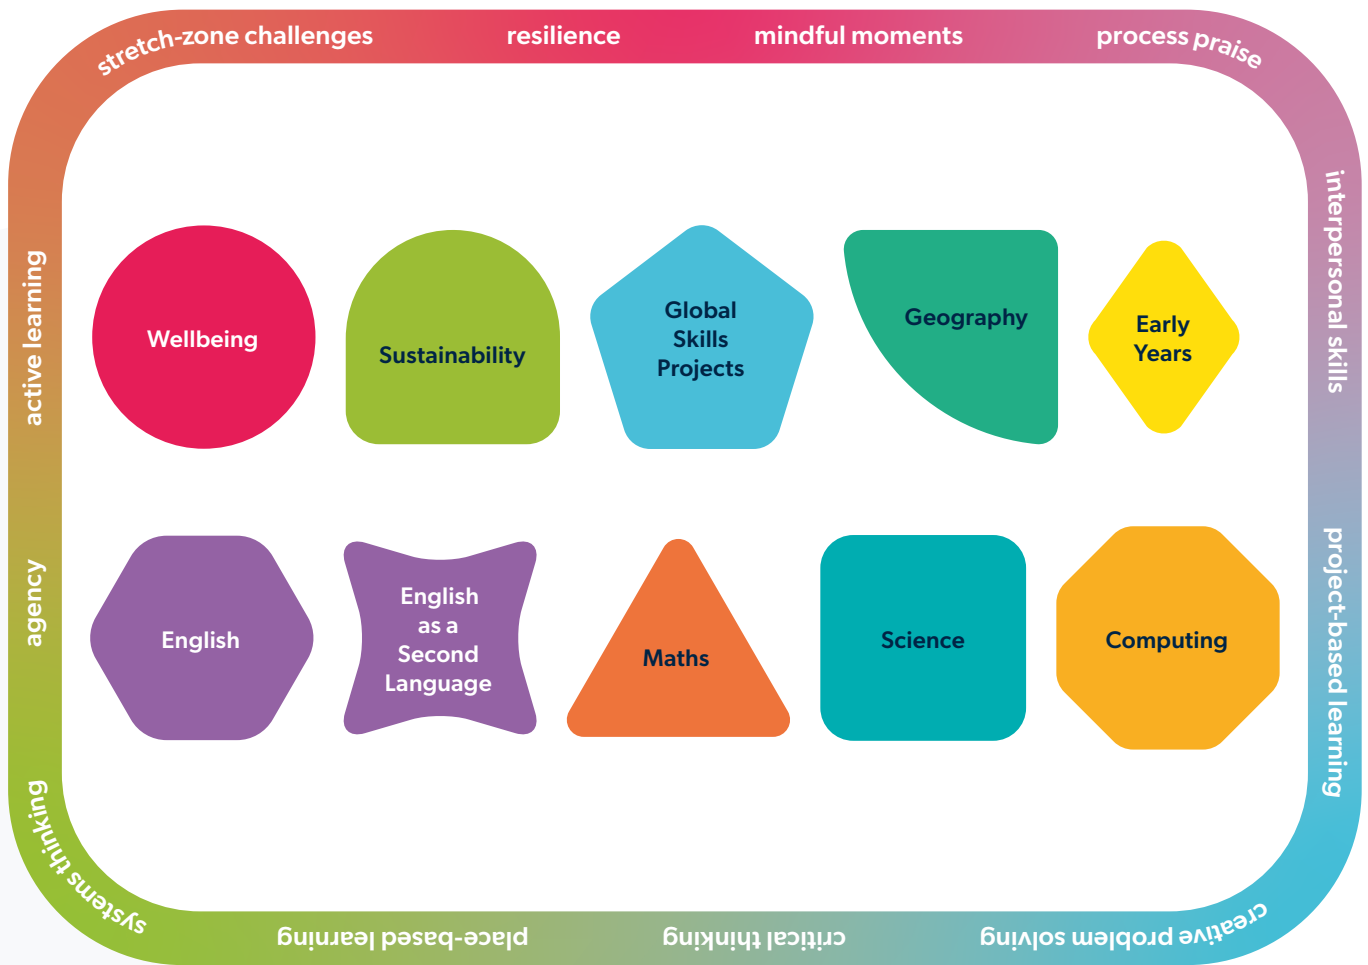 stretch-zone challenges
resilience
mindful moments
process praise
interpersonal skills
project-based learning
creative problem solving
critical thinking
place-based learning
systems thinking
agency
active learning
Wellbeing
Sustainability
Global
Skills
Projects
Geography
Early
Years
English
English
as a
Second
Language
Maths
Science
Computing